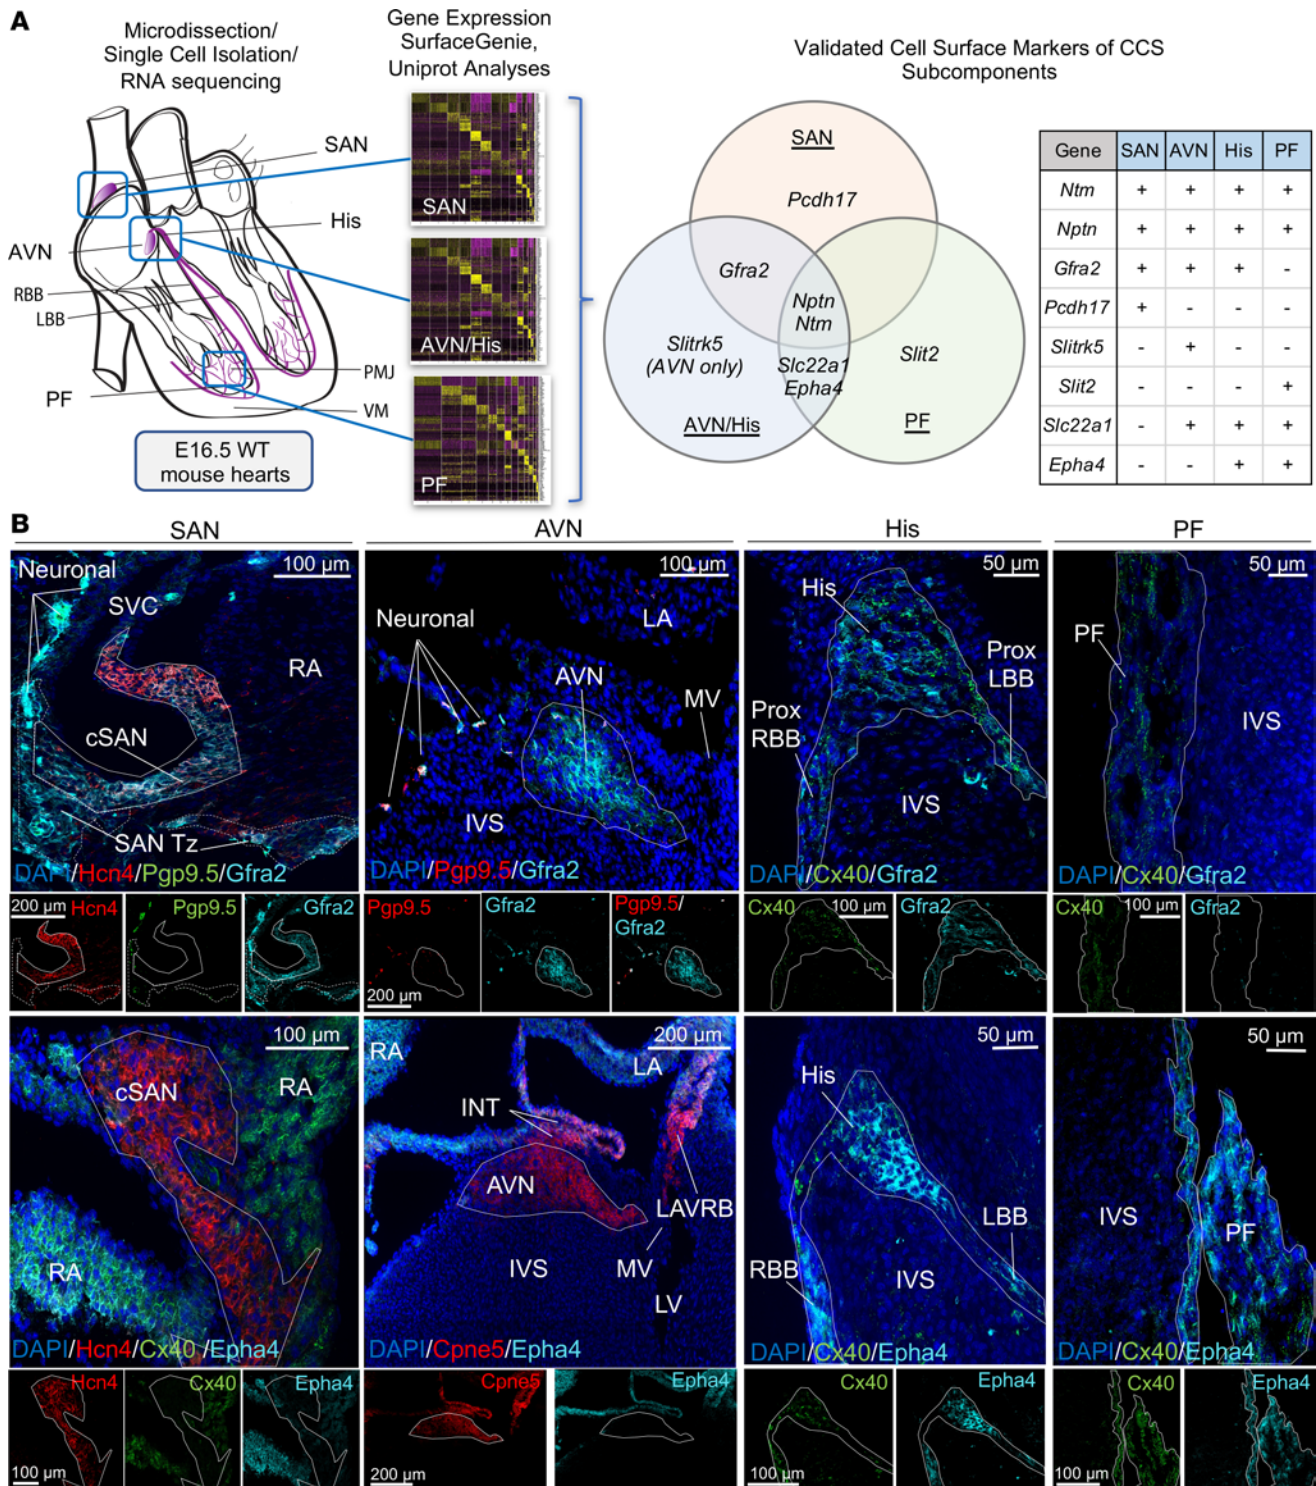 A
Microdissection/
Single Cell Isolation/
RNA sequencing
Gene Expression
SurfaceGenie,
Uniprot Analyses
Validated Cell Surface Markers of CCS
Subcomponents
SAN
His
AVN
RBB
LBB
PF
PMJ
VM
E16.5 WT
mouse hearts
SAN
AVN/His
PF
SAN
Pcdh17
Gfra2
Nptn
Ntm
Slitrk5
(AVN only)
Slc22a1
Epha4
Slit2
AVN/His
PF
Gene SAN AVN His PF
Ntm + + + +
Nptn + + + +
Gfra2 + + + -
Pcdh17 + - - -
Slitrk5 - + - -
Slit2 - - - +
Slc22a1 - + + +
Epha4 - - + +
B
SAN
AVN
His
PF
Neuronal
100 µm
SVC
RA
cSAN
SAN Tz
DAPI/Hcn4/Pgp9.5/Gfra2
100 µm
Neuronal
LA
AVN
MV
IVS
DAPI/Pgp9.5/Gfra2
50 µm
His
Prox
LBB
Prox
RBB
IVS
DAPI/Cx40/Gfra2
50 µm
PF
IVS
DAPI/Cx40/Gfra2
200 µm
Hcn4
Pgp9.5
Gfra2
Pgp9.5
200 µm
Gfra2
Pgp9.5/
Gfra2
Cx40
100 µm
Gfra2
Cx40
100 µm
Gfra2
100 µm
cSAN
RA
RA
DAPI/Hcn4/Cx40 /Epha4
RA
200 µm
LA
INT
AVN
LAVRB
IVS
MV
LV
DAPI/Cpne5/Epha4
50 µm
His
LBB
RBB
IVS
DAPI/Cx40/Epha4
50 µm
IVS
PF
DAPI/Cx40/Epha4
Hcn4
100 µm
Cx40
Epha4
Cpne5
200 µm
Epha4
Cx40
100 µm
Epha4
Cx40
100 µm
Epha4